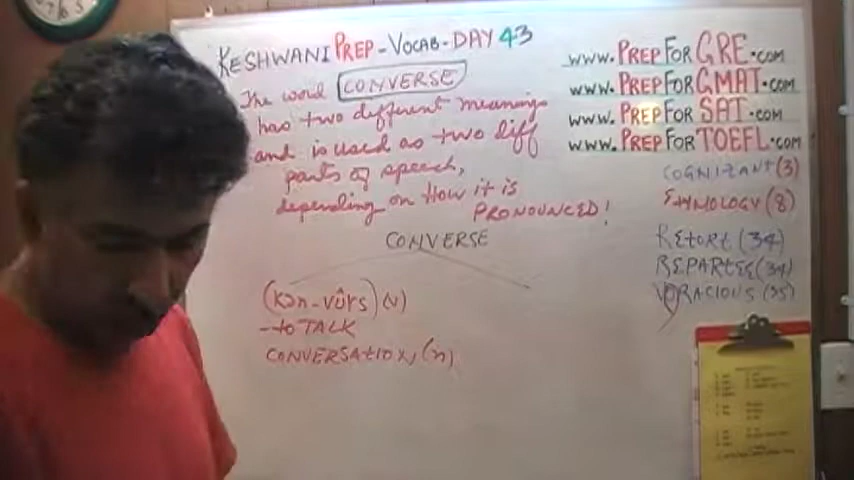 KESHWANI PREP-VOCAB-DAY 43
The word CONVERSE
has two different meanings
and is used as two diff
parts of speech,
depending on How it is
PRONOUNCED!
CONVERSE
(kən-vûrs) (v)
-to TALK
CONVERSATION, (n)
www.PREPFORGRE.com
www.PREPFORGMAT.com
www.PREPFORSAT.com
www.PREPFORTOEFL.com
COGNIZANT (3)
ETYMOLOGY (8)
RETORT (34)
REPARTEE (34)
VORACIOUS (35)